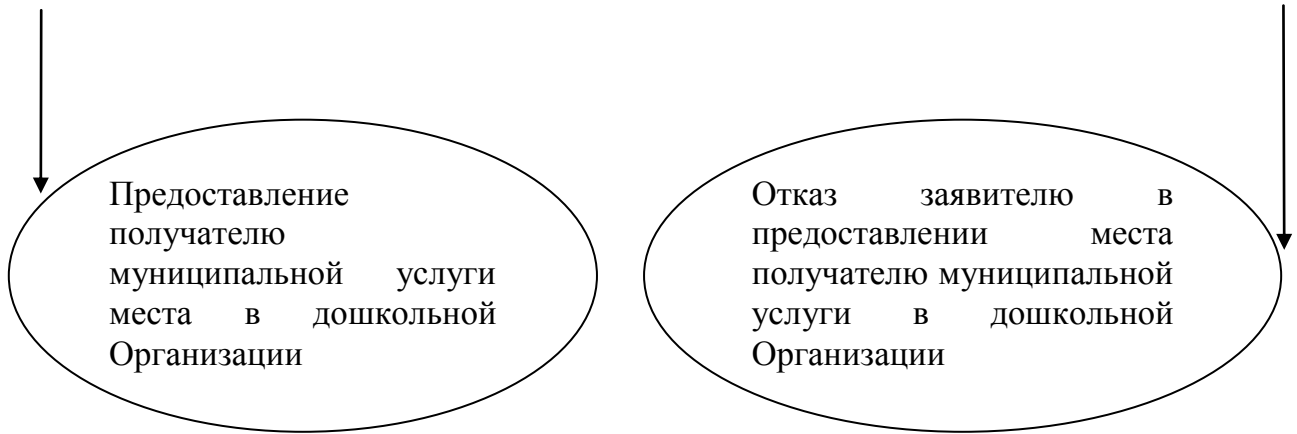 Предоставление
получателю
муниципальной услуги
места в дошкольной
Организации
Отказ заявителю в
предоставлении места
получателю муниципальной
услуги в дошкольной
Организации